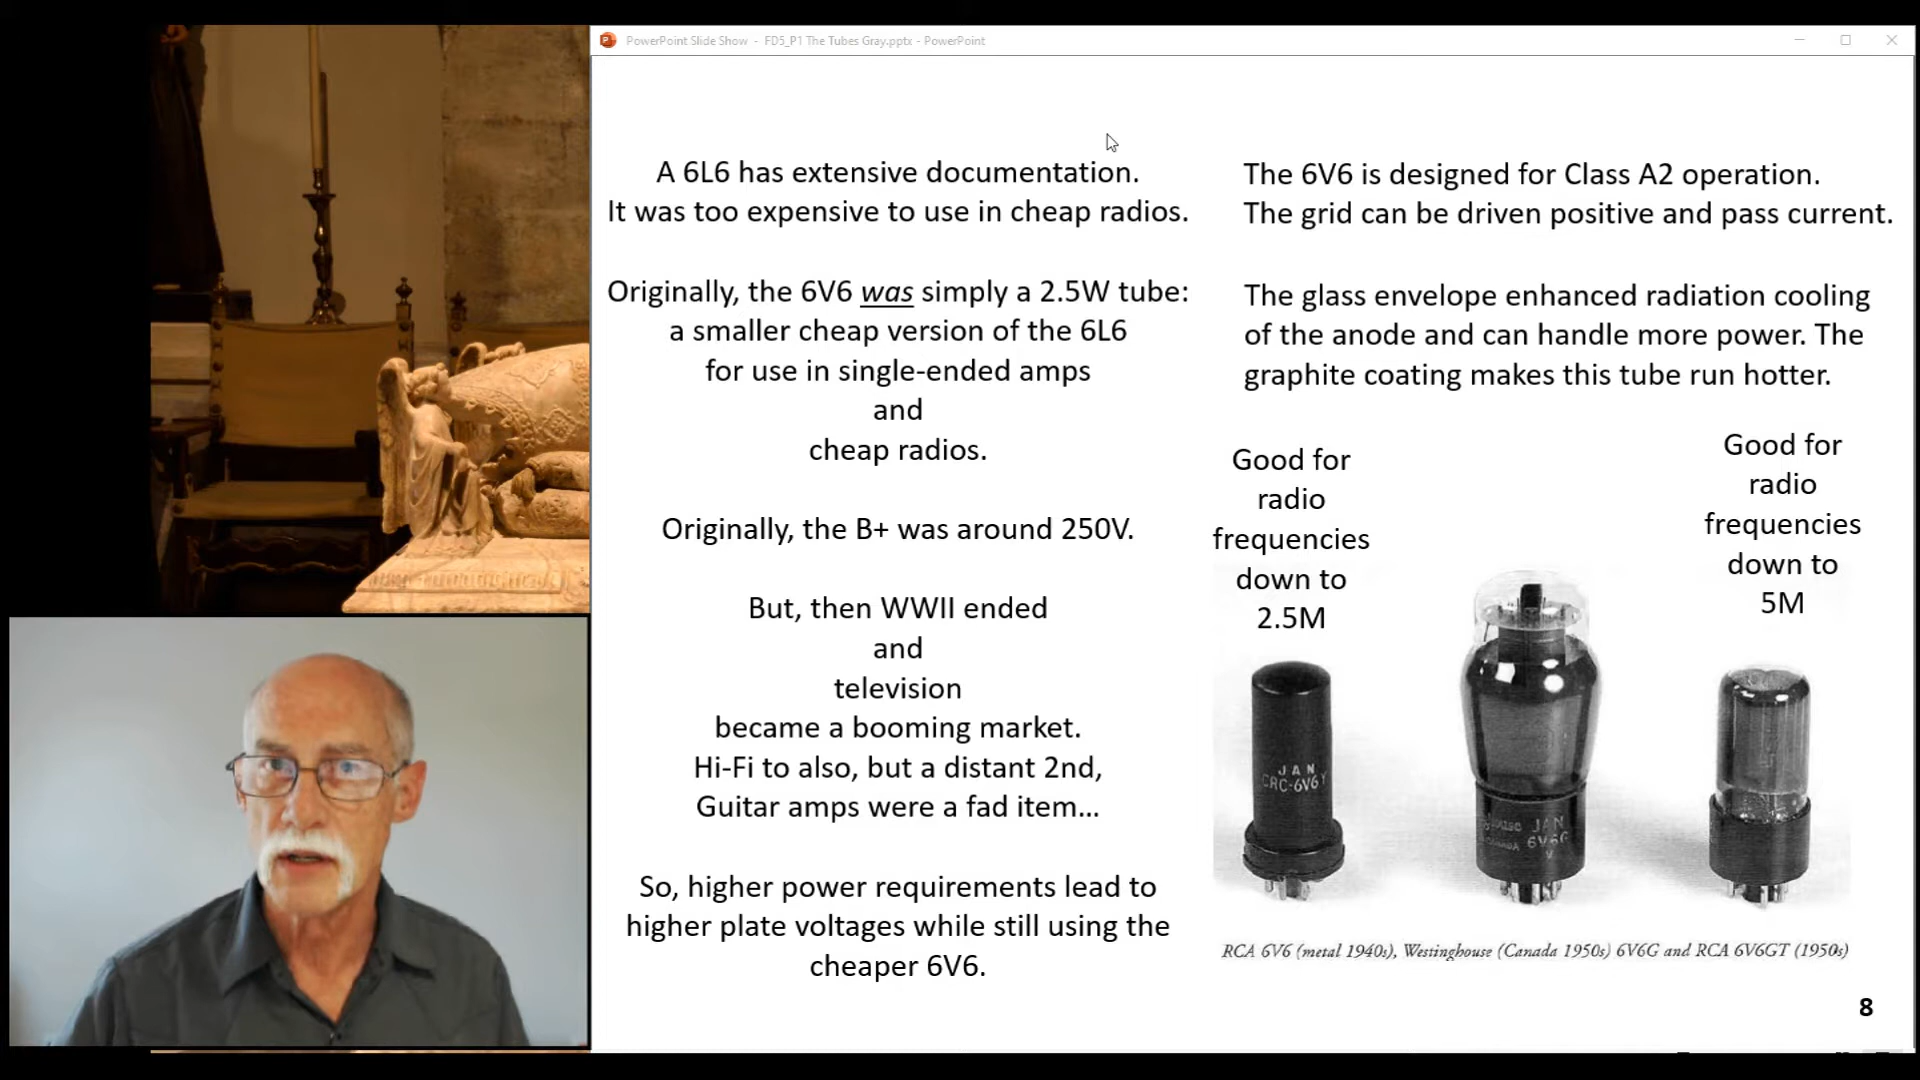 PowerPoint Slide Show - FD5_P1 The Tubes Gray.pptx - PowerPoint
A 6L6 has extensive documentation.
It was too expensive to use in cheap radios.
Originally, the 6V6 was simply a 2.5W tube:
a smaller cheap version of the 6L6
for use in single-ended amps
and
cheap radios.
Originally, the B+ was around 250V.
But, then WWII ended
and
television
became a booming market.
Hi-Fi to also, but a distant 2nd,
Guitar amps were a fad item...
So, higher power requirements lead to
higher plate voltages while still using the
cheaper 6V6.
The 6V6 is designed for Class A2 operation.
The grid can be driven positive and pass current.
The glass envelope enhanced radiation cooling
of the anode and can handle more power. The
graphite coating makes this tube run hotter.
Good for
radio
frequencies
down to
2.5M
Good for
radio
frequencies
down to
5M
JAN
CRC-6V6Y
JAN
6V6G
V
RCA 6V6 (metal 1940s), Westinghouse (Canada 1950s) 6V6G and RCA 6V6GT (1950s)
8